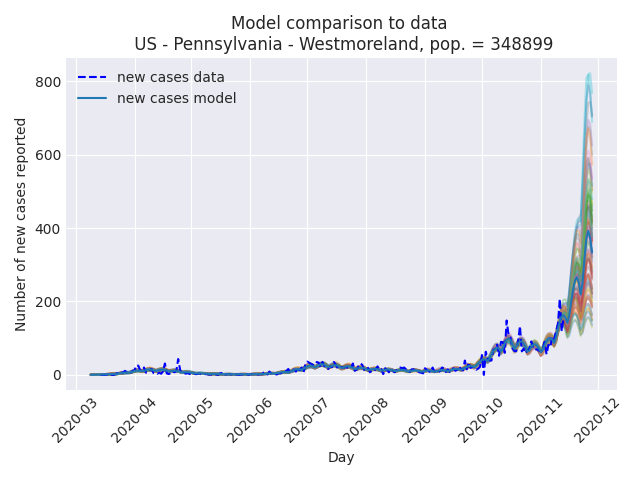 Model comparison to data
US - Pennsylvania - Westmoreland, pop. = 348899
new cases data
new cases model
Number of new cases reported
800
600
400
200
0
2020-03
2020-04
2020-05
2020-06
2020-07
2020-08
2020-09
2020-10
2020-11
2020-12
Day